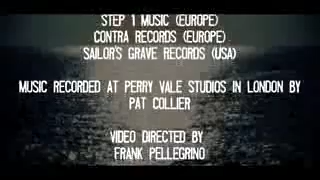 STEP 1 MUSIC (EUROPE)
CONTRA RECORDS (EUROPE)
SAILOR'S GRAVE RECORDS (USA)
MUSIC RECORDED AT PERRY VALE STUDIOS IN LONDON BY
PAT COLLIER
VIDEO DIRECTED BY
FRANK PELLEGRINO